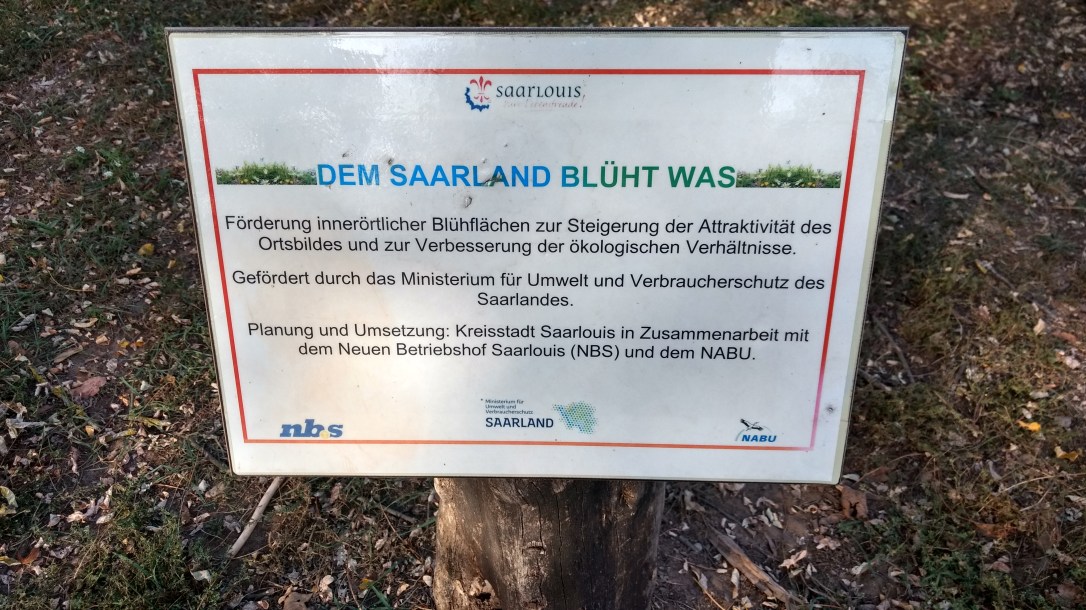 saarlouis
DEM SAARLAND BLÜHT WAS
Förderung innerörtlicher Blühflächen zur Steigerung der Attraktivität des
Ortsbildes und zur Verbesserung der ökologischen Verhältnisse.
Gefördert durch das Ministerium für Umwelt und Verbraucherschutz des
Saarlandes.
Planung und Umsetzung: Kreisstadt Saarlouis in Zusammenarbeit mit
dem Neuen Betriebshof Saarlouis (NBS) und dem NABU.
Ministerium für
Umwelt und
Verbraucherschutz
SAARLAND
nbs
NABU